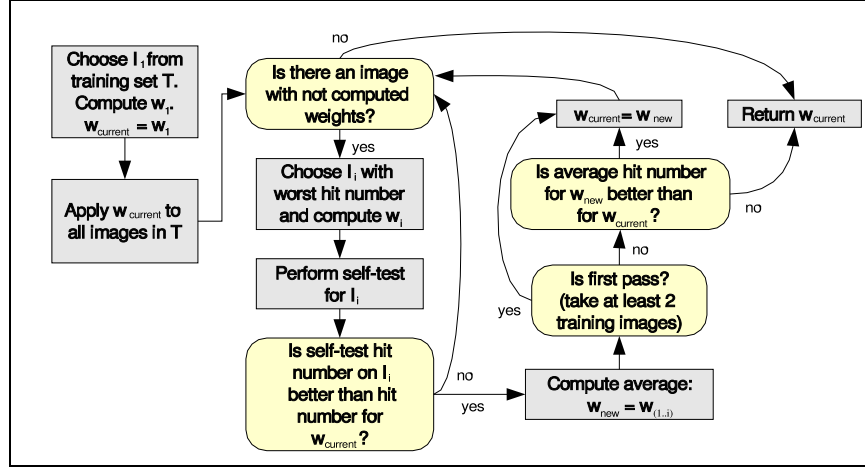 Choose I1 from
training set T.
Compute w1.
wcurrent = w1
Apply wcurrent to
all images in T
no
Is there an image
with not computed
weights?
yes
Choose Ii with
worst hit number
and compute wi
Perform self-test
for Ii
Is self-test hit
number on Ii
better than hit
number for
wcurrent ?
no
yes
Compute average:
wnew = w(1..i)
Is first pass?
(take at least 2
training images)
yes
no
Is average hit number
for wnew better than
for wcurrent ?
yes
no
wcurrent= wnew
Return wcurrent